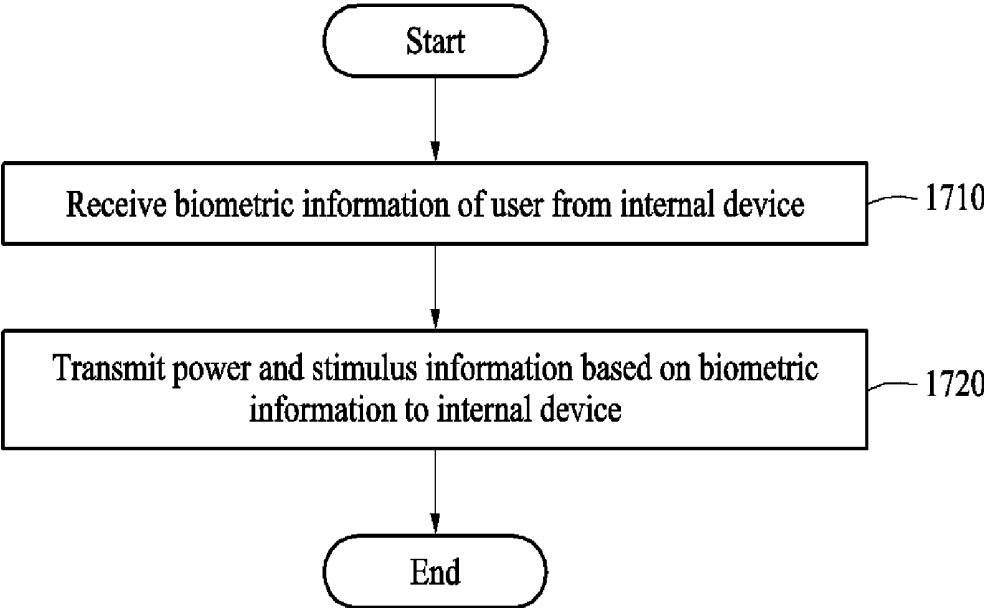 Start
Receive biometric information of user from internal device
1710
Transmit power and stimulus information based on biometric
information to internal device
1720
End